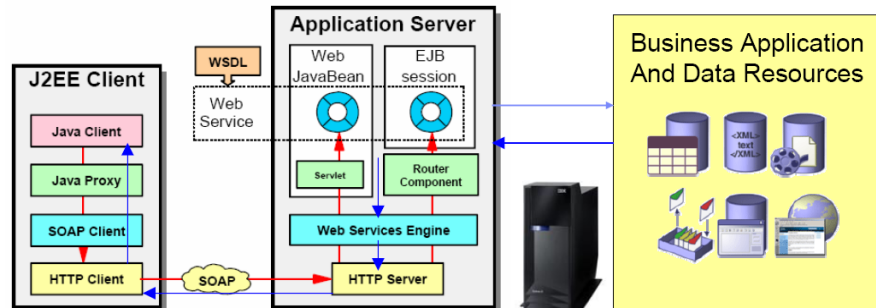 J2EE Client
Java Client
Java Proxy
SOAP Client
HTTP Client
SOAP
WSDL
Application Server
Web
JavaBean
EJB
session
Web
Service
Servlet
Router
Component
Web Services Engine
HTTP Server
Business Application
And Data Resources
<XML>
text
</XML>